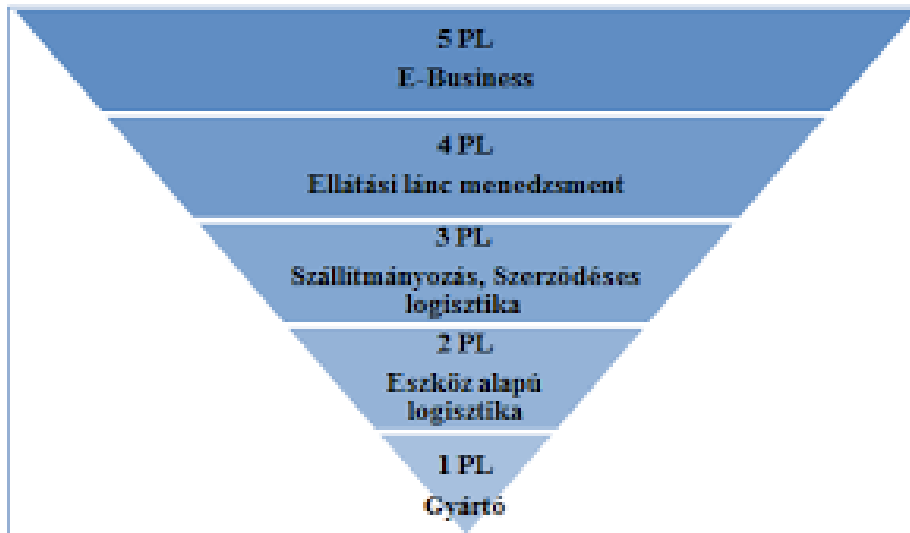 5 PL
E-Business
4 PL
Ellátási lánc menedzsment
3 PL
Szállítmányozás, Szerződéses
logisztika
2 PL
Eszköz alapú
logisztika
1 PL
Gyártó